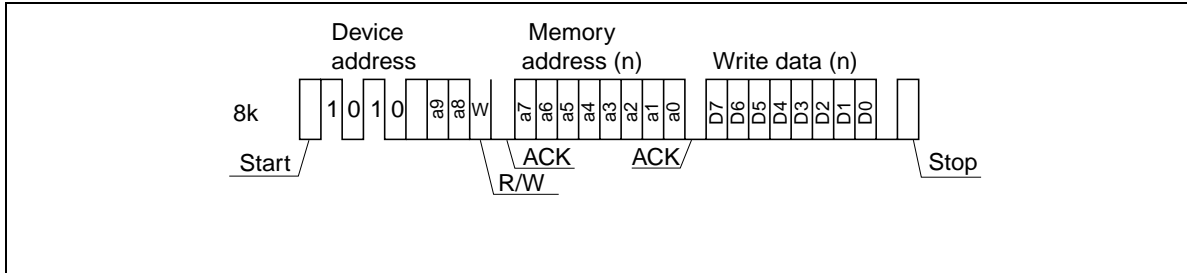 Device address
Memory address (n)
Write data (n)
8k
1 0 1 0 a9 a8 W a7 a6 a5 a4 a3 a2 a1 a0 D7 D6 D5 D4 D3 D2 D1 D0
Start
ACK
ACK
Stop
R/W